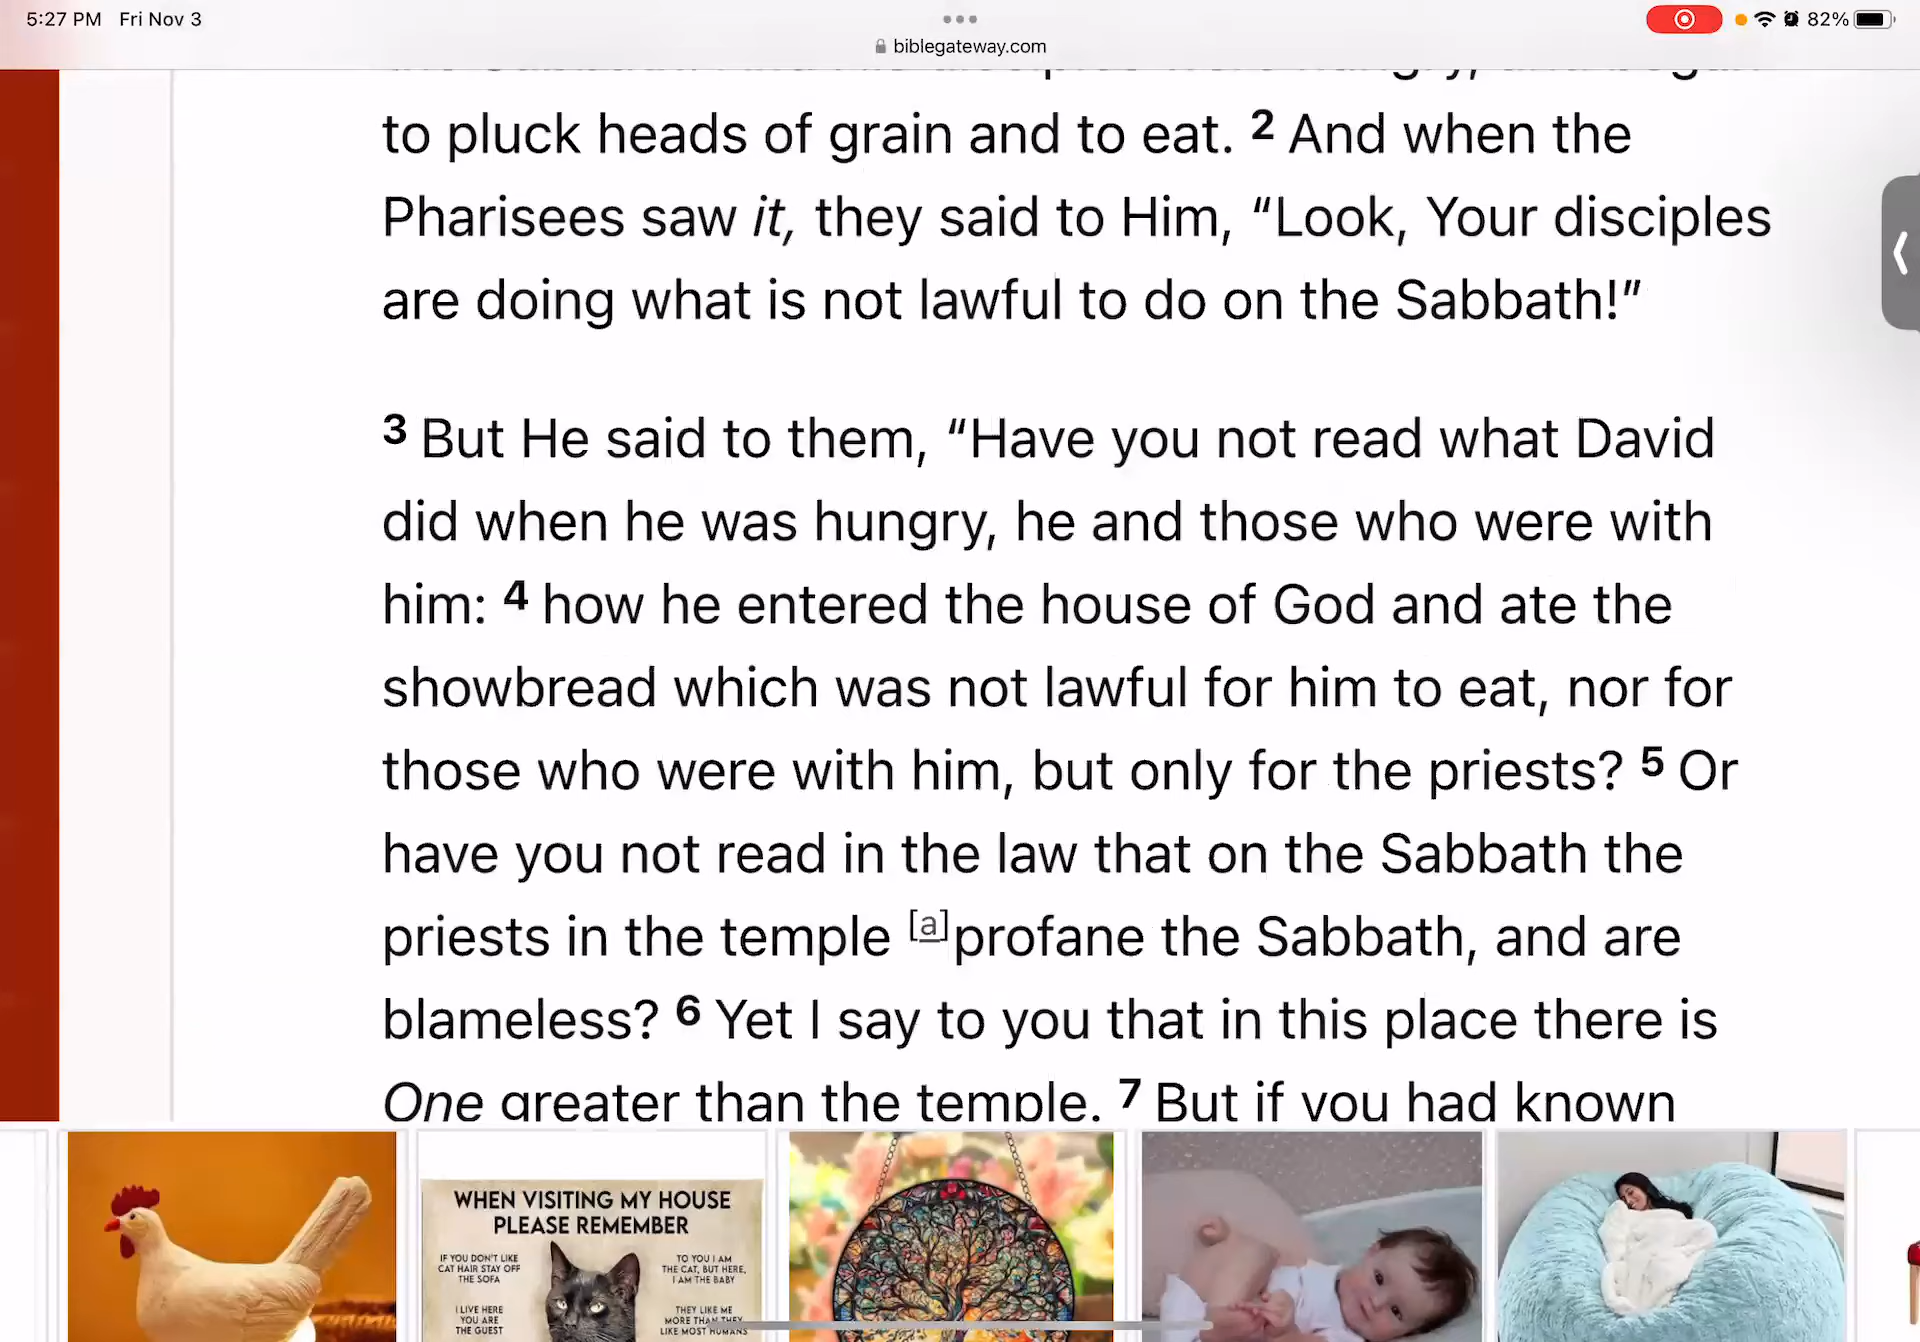 5:27 PM Fri Nov 3
82%
biblegateway.com
to pluck heads of grain and to eat. 2 And when the
Pharisees saw it, they said to Him, “Look, Your disciples
are doing what is not lawful to do on the Sabbath!”
3 But He said to them, “Have you not read what David
did when he was hungry, he and those who were with
him: 4 how he entered the house of God and ate the
showbread which was not lawful for him to eat, nor for
those who were with him, but only for the priests? 5 Or
have you not read in the law that on the Sabbath the
priests in the temple [a]profane the Sabbath, and are
blameless? 6 Yet I say to you that in this place there is
One greater than the temple. 7 But if you had known
WHEN VISITING MY HOUSE
PLEASE REMEMBER
IF YOU DON'T LIKE
CAT HAIR STAY OFF
THE SOFA
TO YOU I AM
THE CAT, BUT HERE,
I AM THE BABY
I LIVE HERE
YOU ARE
THE GUEST
THEY LIKE ME
MORE THAN THEY
LIKE MOST HUMANS